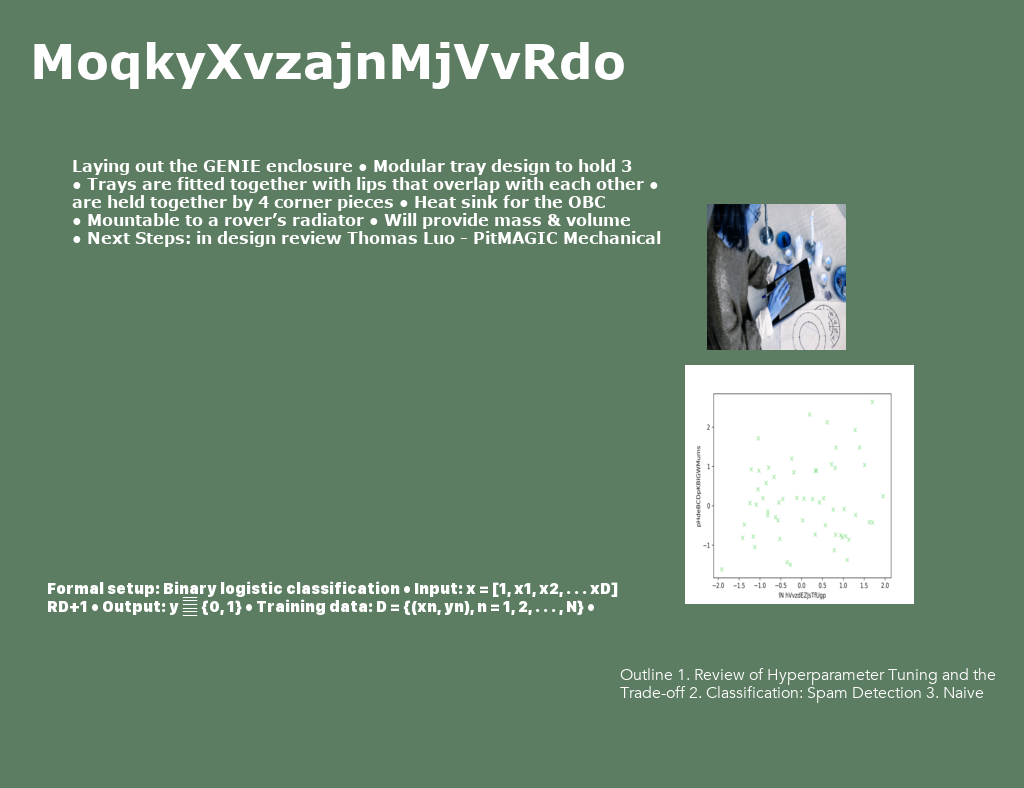 MoqkyXvzajnMjVvRdo
Laying out the GENIE enclosure ● Modular tray design to hold 3
● Trays are fitted together with lips that overlap with each other ●
are held together by 4 corner pieces ● Heat sink for the OBC
● Mountable to a rover’s radiator ● Will provide mass & volume
● Next Steps: in design review Thomas Luo - PitMAGIC Mechanical
2
1
0
−1
−2.0 −1.5 −1.0 −0.5 0.0 0.5 1.0 1.5 2.0
Formal setup: Binary logistic classification • Input: x = [1, x1, x2, . . . xD]
RD+1 • Output: y {0, 1} • Training data: D = {(xn, yn), n = 1, 2, . . . , N} •
Outline 1. Review of Hyperparameter Tuning and the
Trade-off 2. Classification: Spam Detection 3. Naive